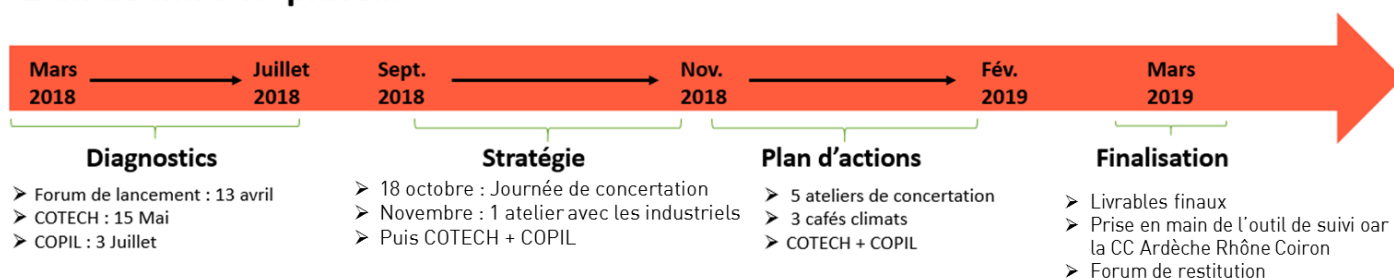 Mars 2018
Juillet 2018
Sept. 2018
Nov. 2018
Fév. 2019
Mars 2019
Diagnostics
➤ Forum de lancement : 13 avril
➤ COTECH : 15 Mai
➤ COPIL : 3 Juillet
Stratégie
➤ 18 octobre : Journée de concertation
➤ Novembre : 1 atelier avec les industriels
➤ Puis COTECH + COPIL
Plan d'actions
➤ 5 ateliers de concertation
➤ 3 cafés climats
➤ COTECH + COPIL
Finalisation
➤ Livrables finaux
➤ Prise en main de l'outil de suivi oar
la CC Ardèche Rhône Coiron
➤ Forum de restitution